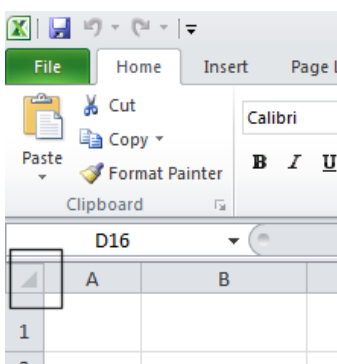 File Home Insert Page
Cut
Calibri
Copy
Paste
Format Painter
B I U
Clipboard
D16
A B
1